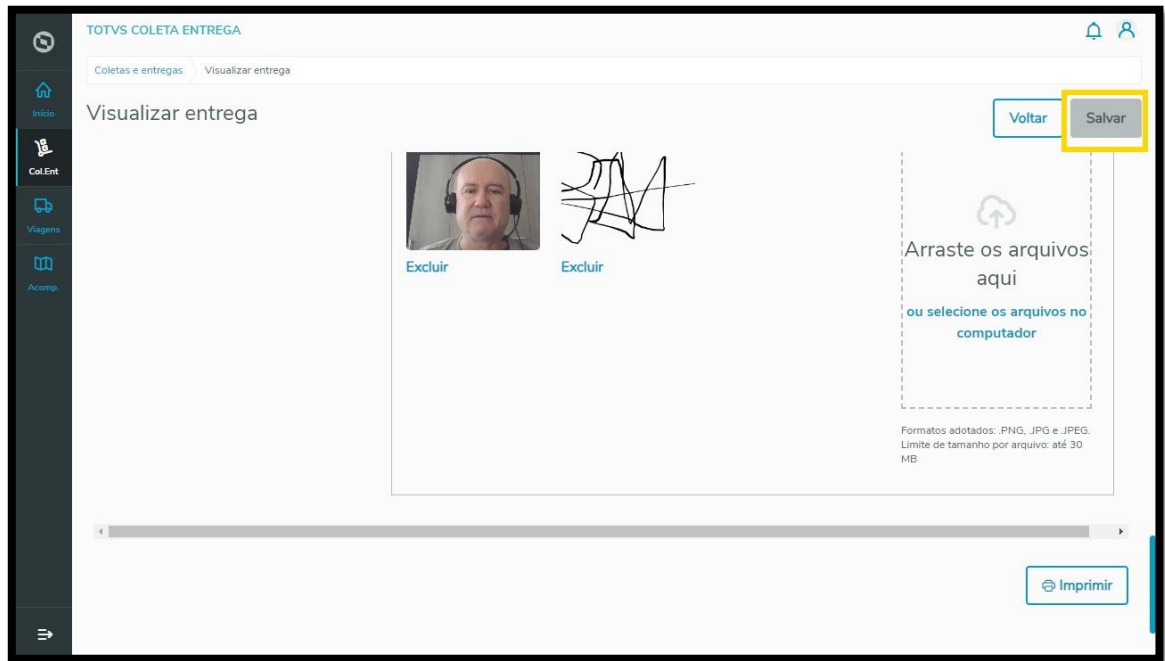 TOTVS COLETA ENTREGA
Coletas e entregas Visualizar entrega
Início
Visualizar entrega
Voltar
Salvar
Col.Ent
Viagens
Acomp.
Excluir
Excluir
Arraste os arquivos
aqui
ou selecione os arquivos no
computador
Formatos adotados: .PNG, .JPG e .JPEG.
Limite de tamanho por arquivo: até 30
MB
Imprimir